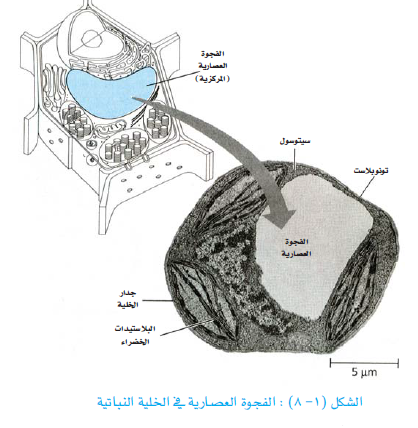 الفجوة
العصارية
(المركزية)
سيتوسول
تونوبلاست
الفجوة
العصارية
جدار
الخلية
البلاستيدات
الخضراء
5 µm
الشكل (١-٨) : الفجوة العصارية في الخلية النباتية